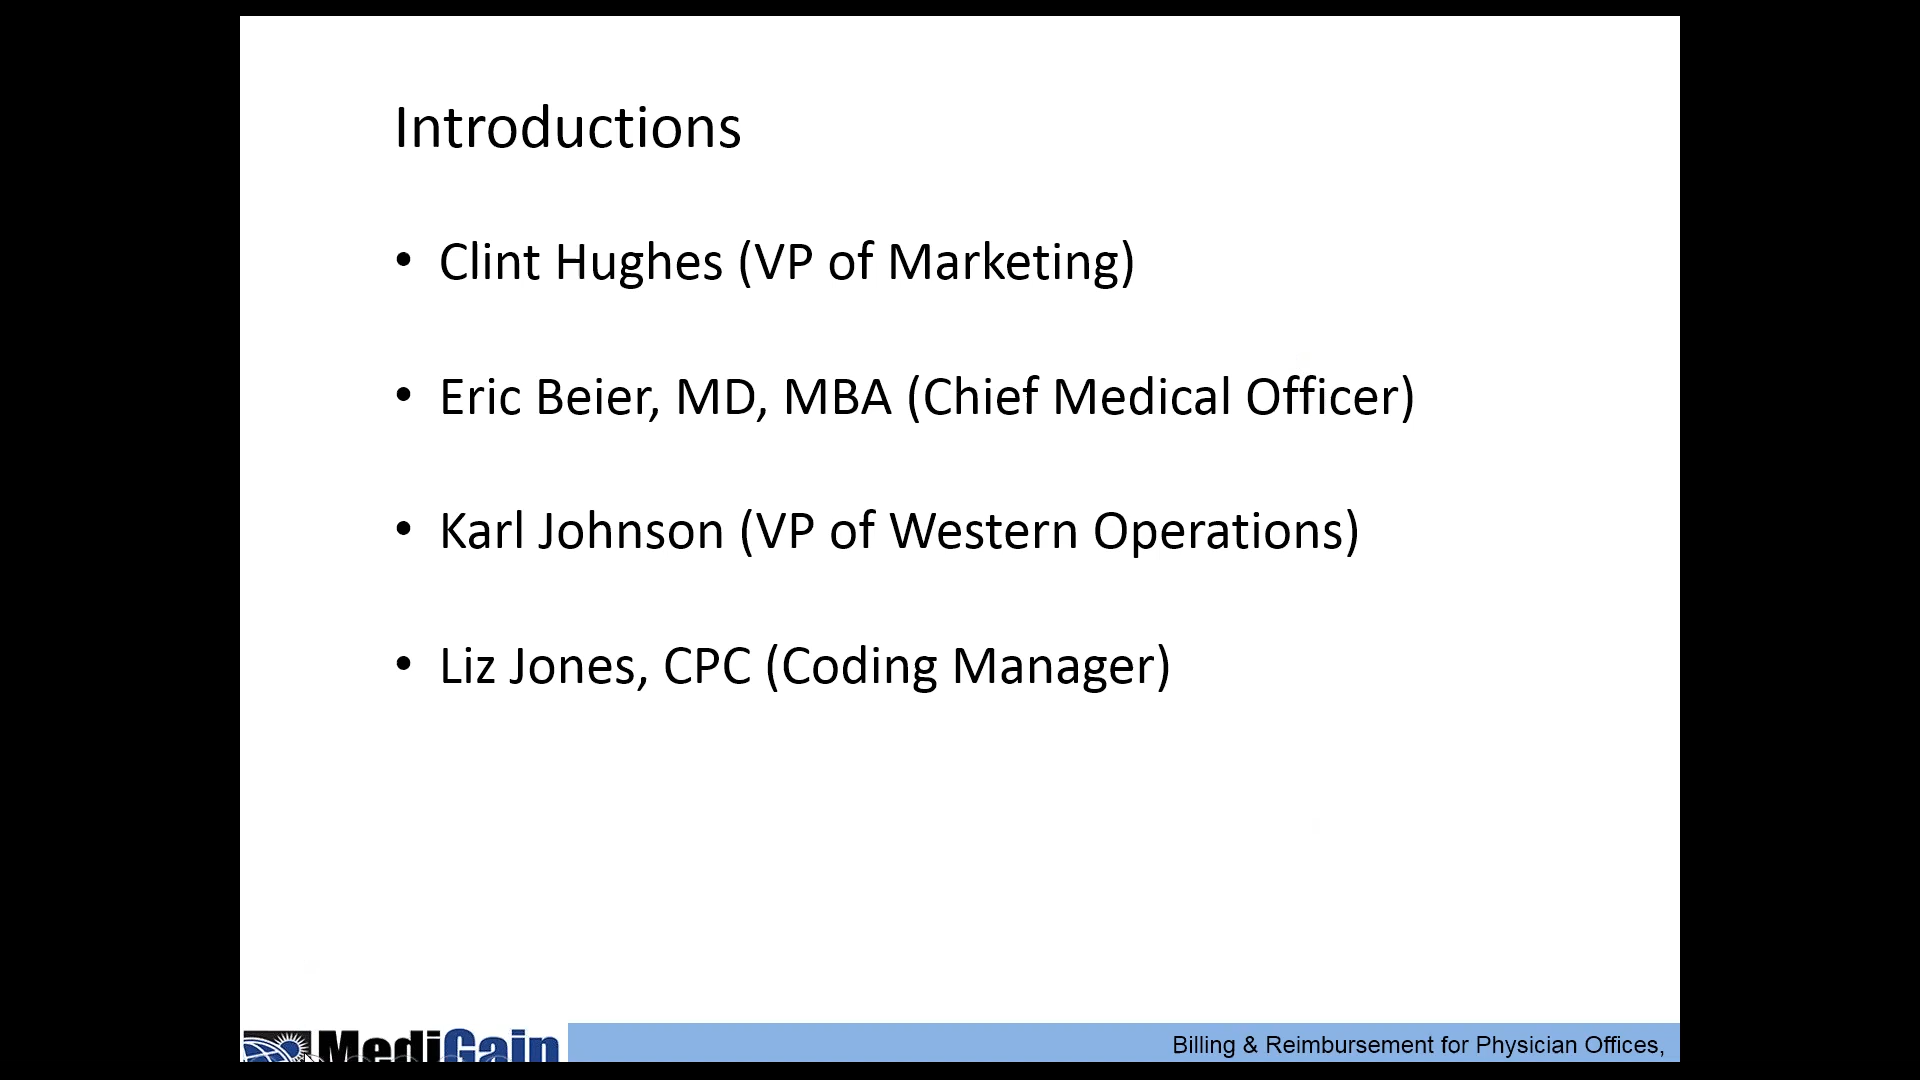 Introductions
• Clint Hughes (VP of Marketing)
• Eric Beier, MD, MBA (Chief Medical Officer)
• Karl Johnson (VP of Western Operations)
• Liz Jones, CPC (Coding Manager)
MediGain
Billing & Reimbursement for Physician Offices,